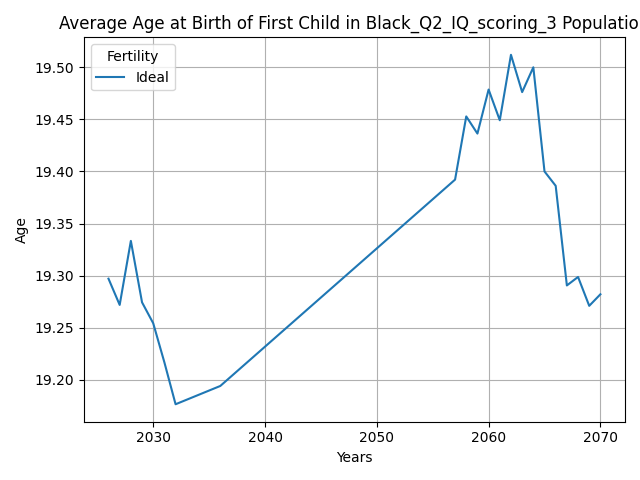 Average Age at Birth of First Child in Black_Q2_IQ_scoring_3 Populatio
Fertility
Ideal
19.50
19.45
19.40
19.35
19.30
19.25
19.20
Age
2030 2040 2050 2060 2070
Years